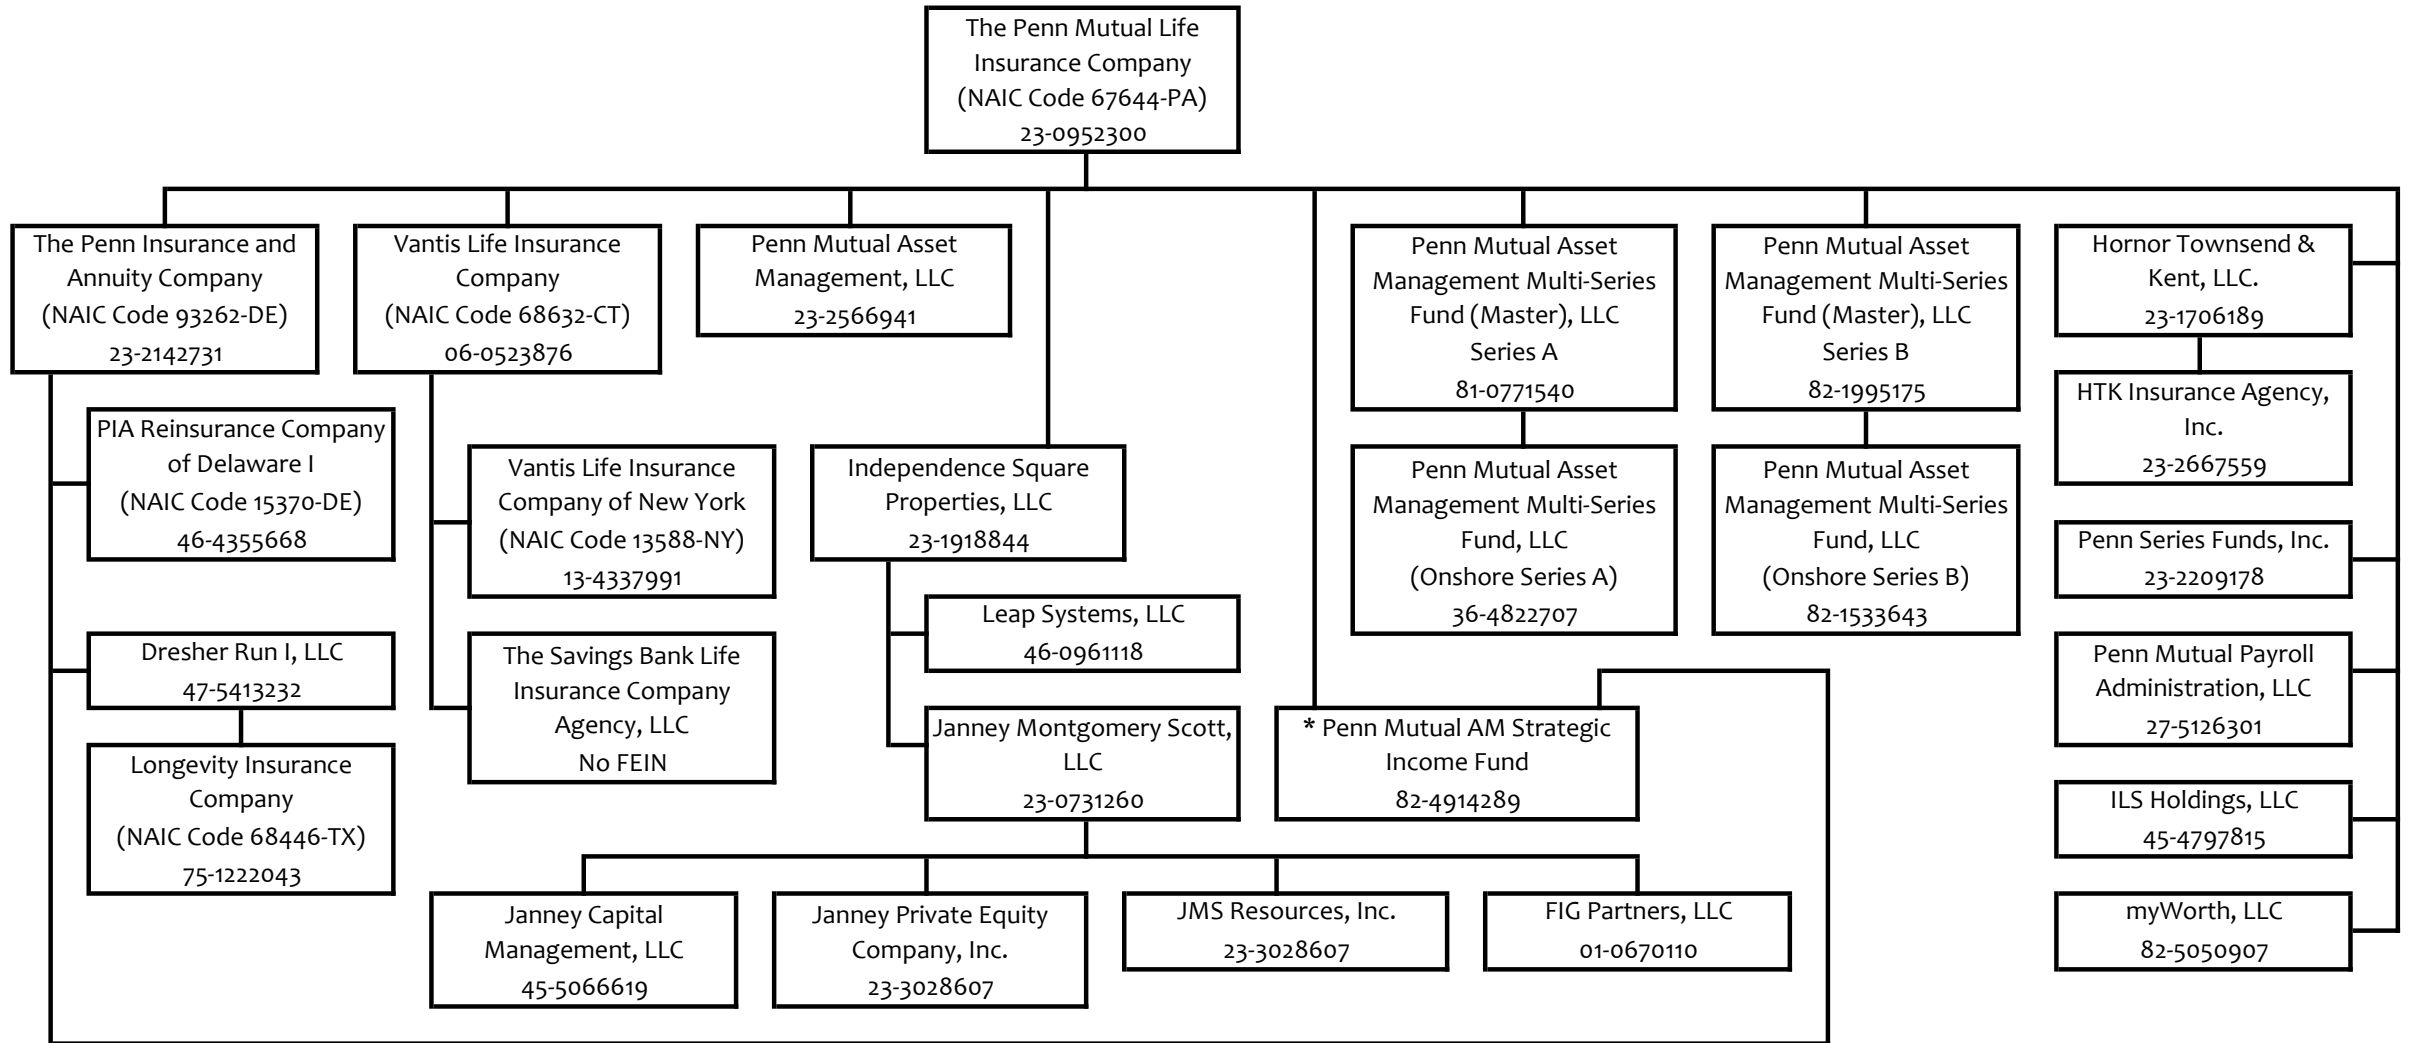 The Penn Mutual Life
Insurance Company
(NAIC Code 67644-PA)
23-0952300
The Penn Insurance and
Annuity Company
(NAIC Code 93262-DE)
23-2142731
Vantis Life Insurance
Company
(NAIC Code 68632-CT)
06-0523876
Penn Mutual Asset
Management, LLC
23-2566941
Penn Mutual Asset
Management Multi-Series
Fund (Master), LLC
Series A
81-0771540
Penn Mutual Asset
Management Multi-Series
Fund (Master), LLC
Series B
82-1995175
Hornor Townsend &
Kent, LLC.
23-1706189
HTK Insurance Agency,
Inc.
23-2667559
PIA Reinsurance Company
of Delaware I
(NAIC Code 15370-DE)
46-4355668
Vantis Life Insurance
Company of New York
(NAIC Code 13588-NY)
13-4337991
Independence Square
Properties, LLC
23-1918844
Penn Mutual Asset
Management Multi-Series
Fund, LLC
(Onshore Series A)
36-4822707
Penn Mutual Asset
Management Multi-Series
Fund, LLC
(Onshore Series B)
82-1533643
Penn Series Funds, Inc.
23-2209178
Leap Systems, LLC
46-0961118
Dresher Run I, LLC
47-5413232
The Savings Bank Life
Insurance Company
Agency, LLC
No FEIN
Penn Mutual Payroll
Administration, LLC
27-5126301
Janney Montgomery Scott,
LLC
23-0731260
* Penn Mutual AM Strategic
Income Fund
82-4914289
Longevity Insurance
Company
(NAIC Code 68446-TX)
75-1222043
ILS Holdings, LLC
45-4797815
Janney Capital
Management, LLC
45-5066619
Janney Private Equity
Company, Inc.
23-3028607
JMS Resources, Inc.
23-3028607
FIG Partners, LLC
01-0670110
myWorth, LLC
82-5050907